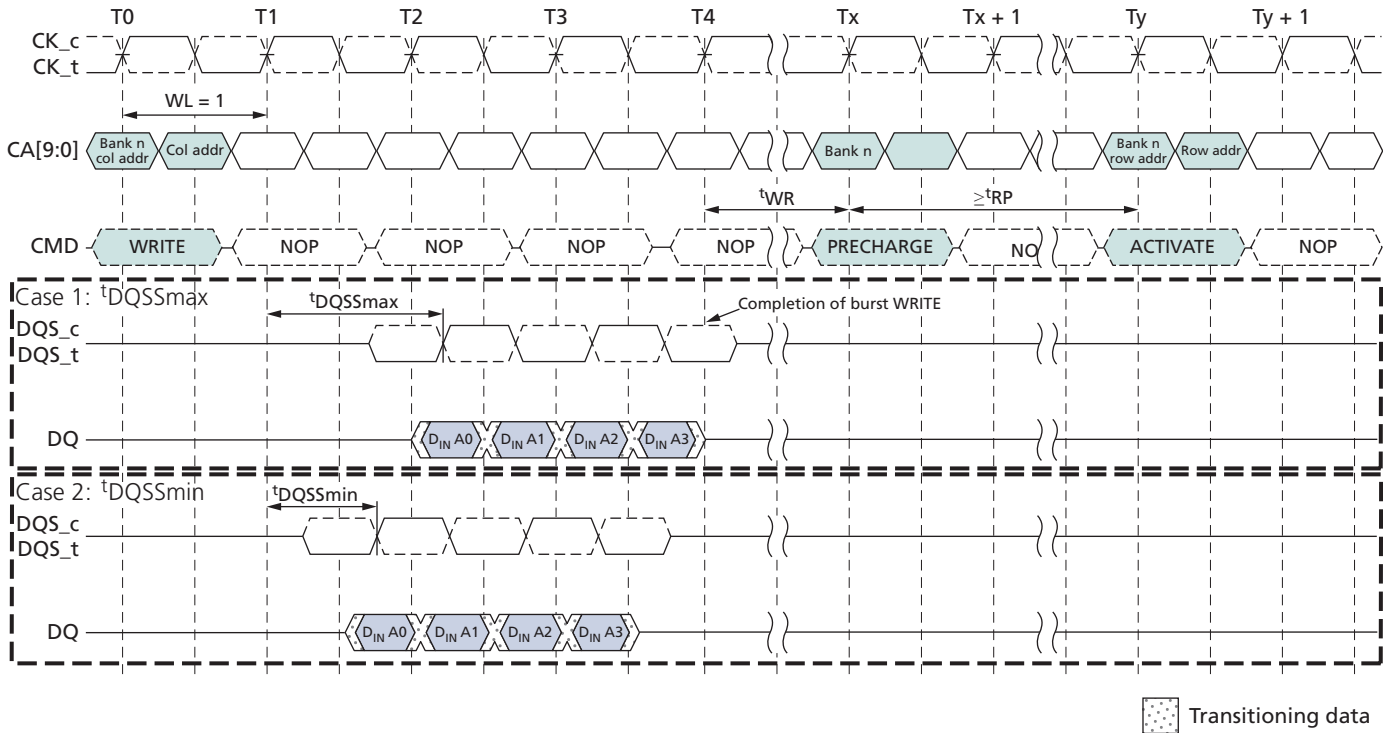 T0 T1 T2 T3 T4 Tx Tx + 1 Ty Ty + 1
CK_c
CK_t
WL = 1
CA[9:0]
Bank n
col addr
Col addr
Bank n
Bank n
row addr
Row addr
tWR
≥tRP
CMD WRITE NOP NOP NOP NOP PRECHARGE NO ACTIVATE NOP
Case 1: tDQSSmax
tDQSSmax
Completion of burst WRITE
DQS_c
DQS_t
DQ DIN A0 DIN A1 DIN A2 DIN A3
Case 2: tDQSSmin
tDQSSmin
DQS_c
DQS_t
DQ DIN A0 DIN A1 DIN A2 DIN A3
Transitioning data